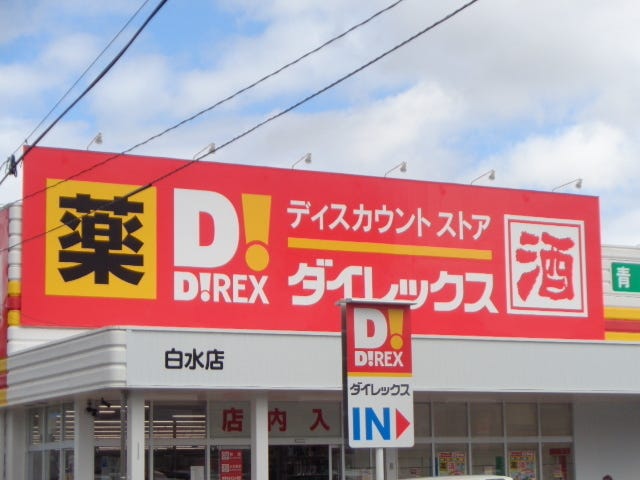 薬
D!
D!REX
ディスカウント ストア
ダイレックス
酒
青
白水店
D!
D!REX
ダイレックス
IN
店内入